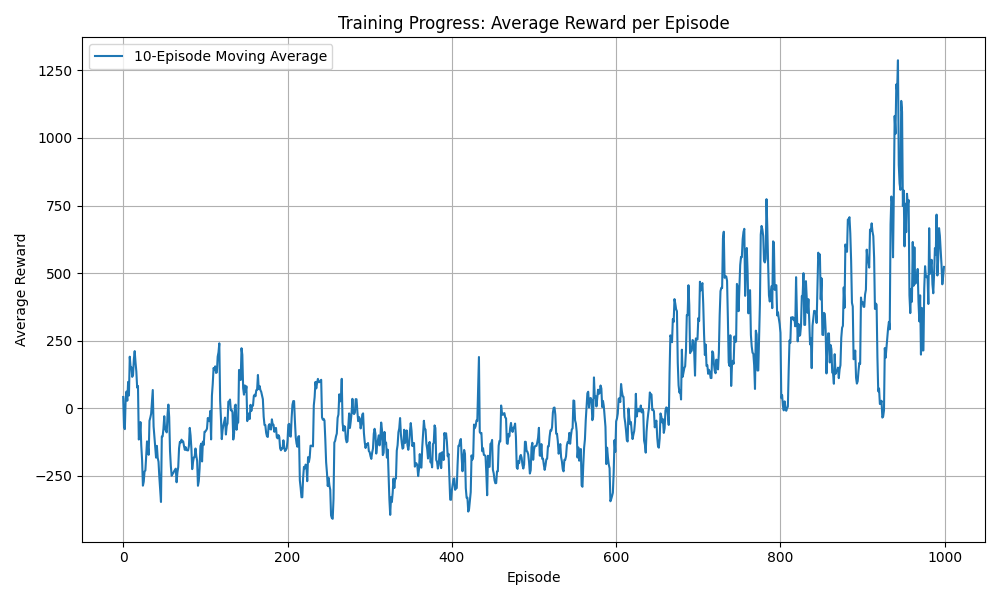 Training Progress: Average Reward per Episode
10-Episode Moving Average
1250
1000
750
500
250
0
−250
Average Reward
0 200 400 600 800 1000
Episode